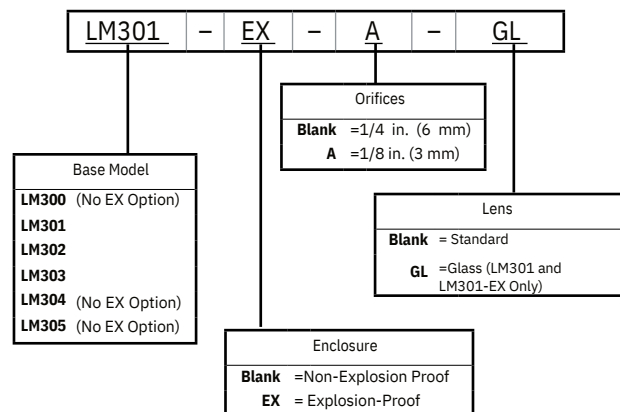 LM301 – EX – A – GL
Orifices
Blank =1/4 in. (6 mm)
A =1/8 in. (3 mm)
Base Model
LM300 (No EX Option)
LM301
LM302
LM303
LM304 (No EX Option)
LM305 (No EX Option)
Lens
Blank = Standard
GL =Glass (LM301 and
LM301-EX Only)
Enclosure
Blank =Non-Explosion Proof
EX = Explosion-Proof